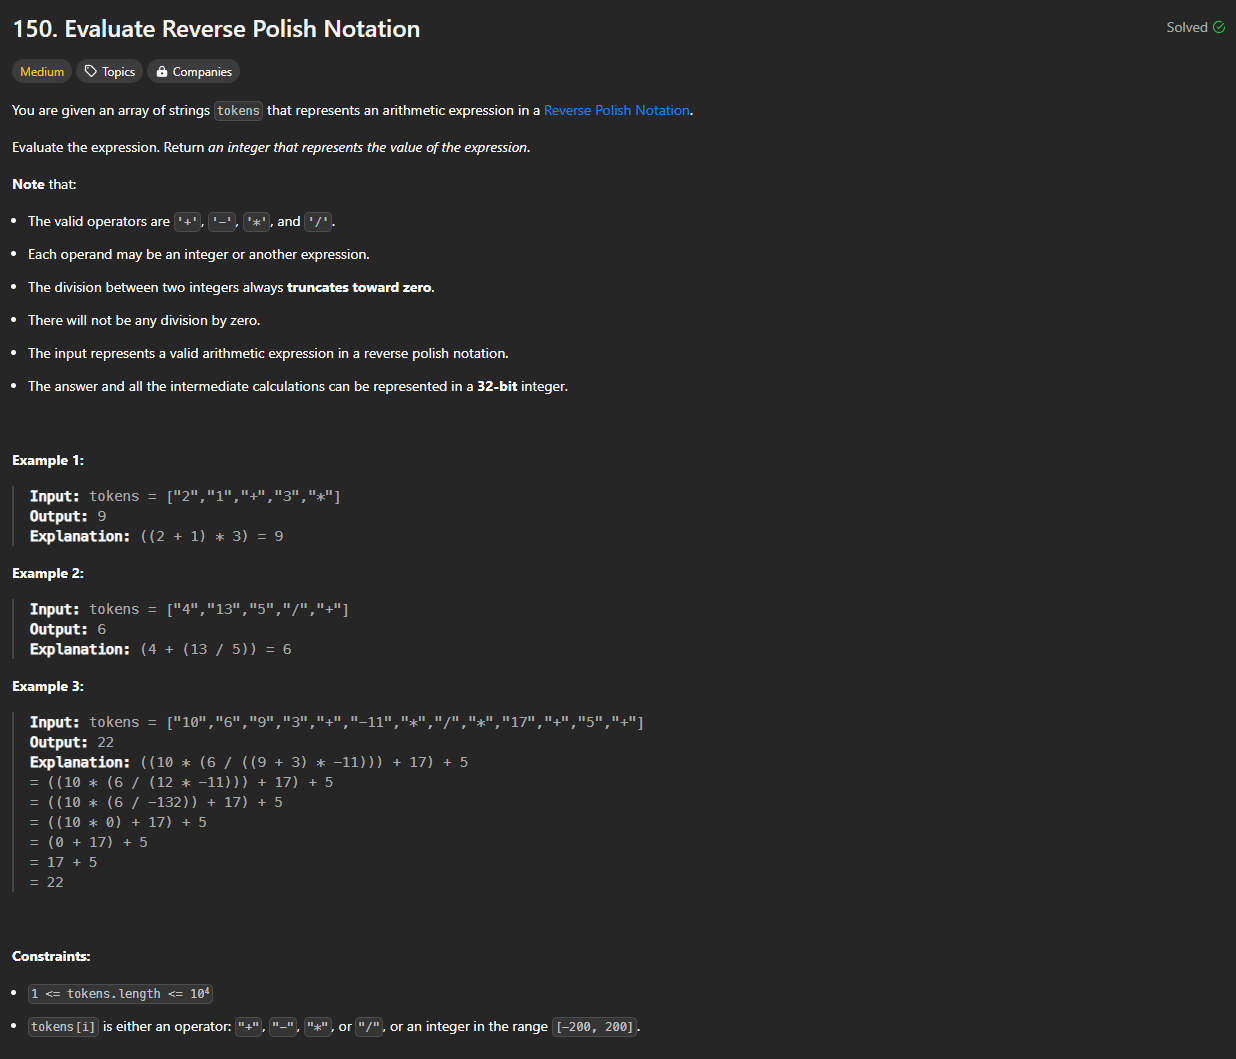 150. Evaluate Reverse Polish Notation
Solved
Medium
Topics
Companies
You are given an array of strings tokens that represents an arithmetic expression in a Reverse Polish Notation.
Evaluate the expression. Return an integer that represents the value of the expression.
Note that:
• The valid operators are '+', '-', '*', and '/'.
• Each operand may be an integer or another expression.
• The division between two integers always truncates toward zero.
• There will not be any division by zero.
• The input represents a valid arithmetic expression in a reverse polish notation.
• The answer and all the intermediate calculations can be represented in a 32-bit integer.
Example 1:
Input: tokens = ["2","1","+","3","*"]
Output: 9
Explanation: ((2 + 1) * 3) = 9
Example 2:
Input: tokens = ["4","13","5","/","+"]
Output: 6
Explanation: (4 + (13 / 5)) = 6
Example 3:
Input: tokens = ["10","6","9","3","+","-11","*","/","*","17","+","5","+"]
Output: 22
Explanation: ((10 * (6 / ((9 + 3) * -11))) + 17) + 5
= ((10 * (6 / (12 * -11))) + 17) + 5
= ((10 * (6 / -132)) + 17) + 5
= ((10 * 0) + 17) + 5
= (0 + 17) + 5
= 17 + 5
= 22
Constraints:
• 1 <= tokens.length <= 10⁴
• tokens[i] is either an operator: "+", "-", "*", or "/", or an integer in the range [-200, 200].